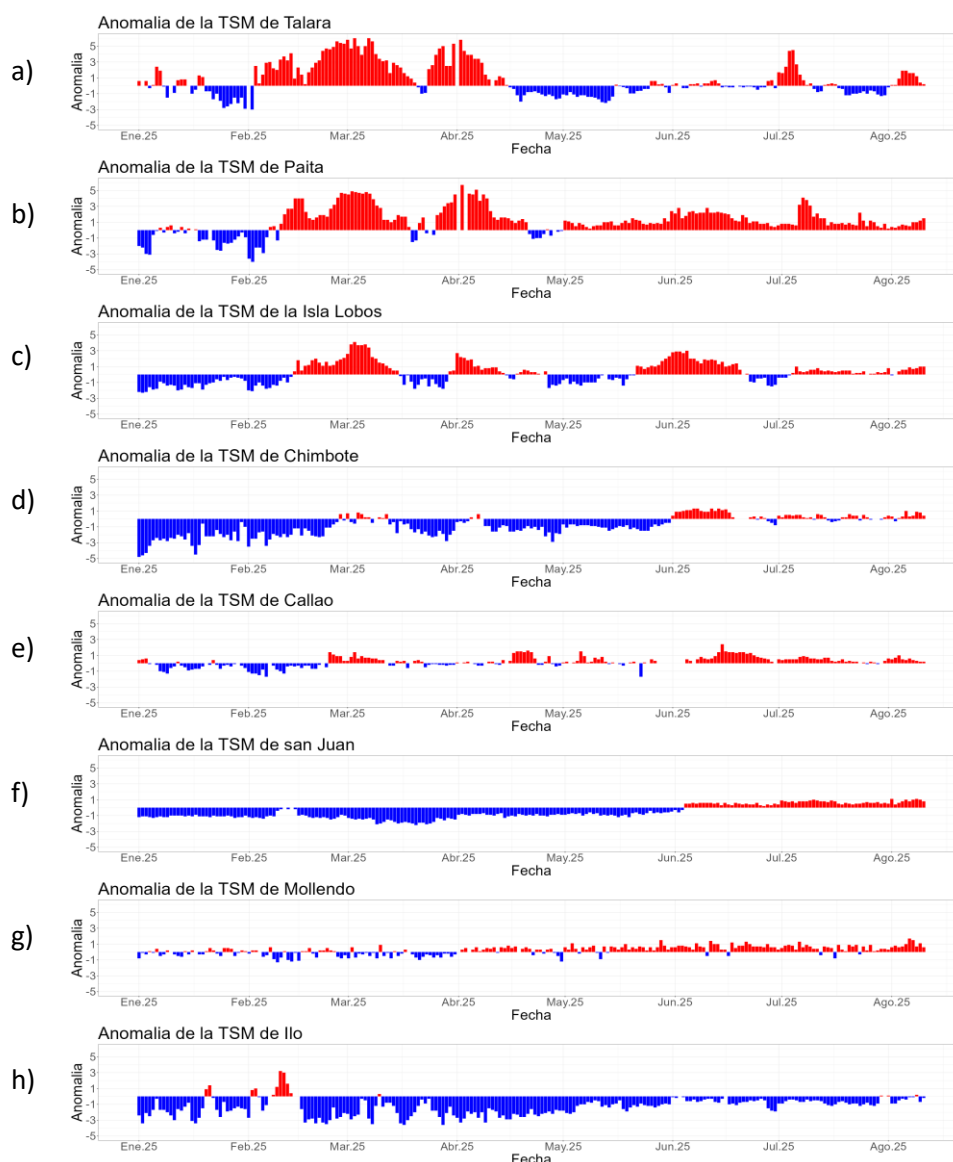 Anomalia de la TSM de Talara
a)
Anomalia
5
3
1
-1
-3
-5
Ene.25 Feb.25 Mar.25 Abr.25 May.25 Jun.25 Jul.25 Ago.25
Fecha
Anomalia de la TSM de Paita
b)
Anomalia
5
3
1
-1
-3
-5
Ene.25 Feb.25 Mar.25 Abr.25 May.25 Jun.25 Jul.25 Ago.25
Fecha
Anomalia de la TSM de la Isla Lobos
c)
Anomalia
5
3
1
-1
-3
-5
Ene.25 Feb.25 Mar.25 Abr.25 May.25 Jun.25 Jul.25 Ago.25
Fecha
Anomalia de la TSM de Chimbote
d)
Anomalia
5
3
1
-1
-3
-5
Ene.25 Feb.25 Mar.25 Abr.25 May.25 Jun.25 Jul.25 Ago.25
Fecha
Anomalia de la TSM de Callao
e)
Anomalia
5
3
1
-1
-3
-5
Ene.25 Feb.25 Mar.25 Abr.25 May.25 Jun.25 Jul.25 Ago.25
Fecha
Anomalia de la TSM de san Juan
f)
Anomalia
5
3
1
-1
-3
-5
Ene.25 Feb.25 Mar.25 Abr.25 May.25 Jun.25 Jul.25 Ago.25
Fecha
Anomalia de la TSM de Mollendo
g)
Anomalia
5
3
1
-1
-3
-5
Ene.25 Feb.25 Mar.25 Abr.25 May.25 Jun.25 Jul.25 Ago.25
Fecha
Anomalia de la TSM de Ilo
h)
Anomalia
5
3
1
-1
-3
-5
Ene.25 Feb.25 Mar.25 Abr.25 May.25 Jun.25 Jul.25 Ago.25
Fecha